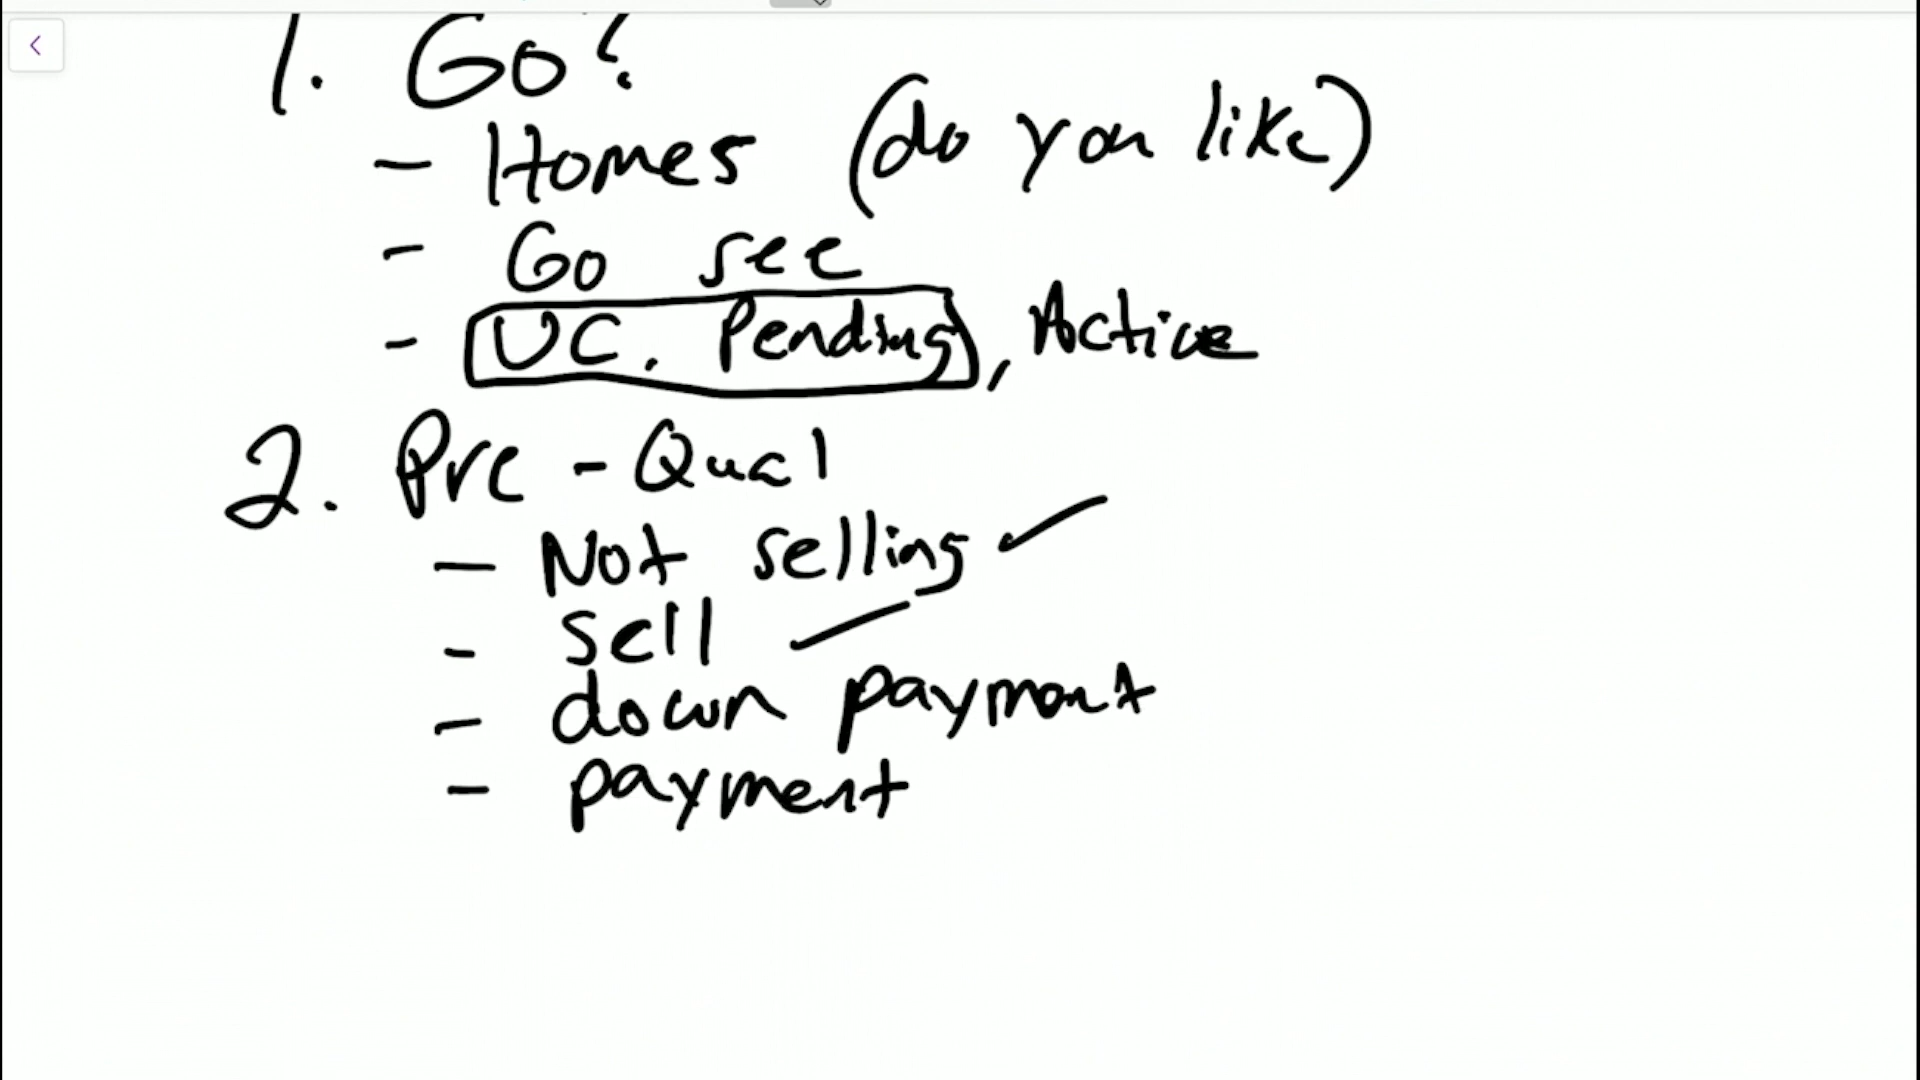 1. Go?
- Homes (do you like)
- Go see
- UC. Pending, Active
2. Pre-Qual
- Not selling ✓
- sell ✓
- down payment
- payment